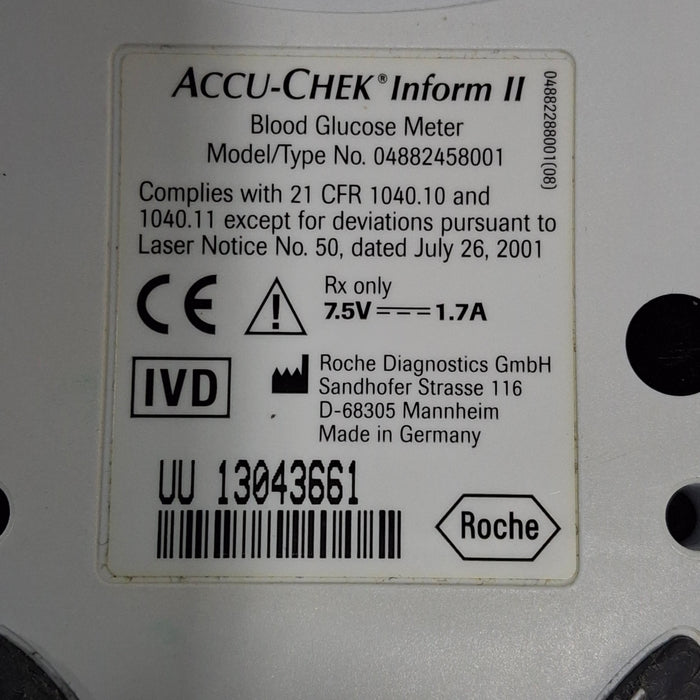 ACCU-CHEK® Inform II
Blood Glucose Meter
Model/Type No. 04882458001
04882288001(08)
Complies with 21 CFR 1040.10 and
1040.11 except for deviations pursuant to
Laser Notice No. 50, dated July 26, 2001
CE
Rx only
7.5V 1.7A
IVD
Roche Diagnostics GmbH
Sandhofer Strasse 116
D-68305 Mannheim
Made in Germany
UU 13043661
Roche